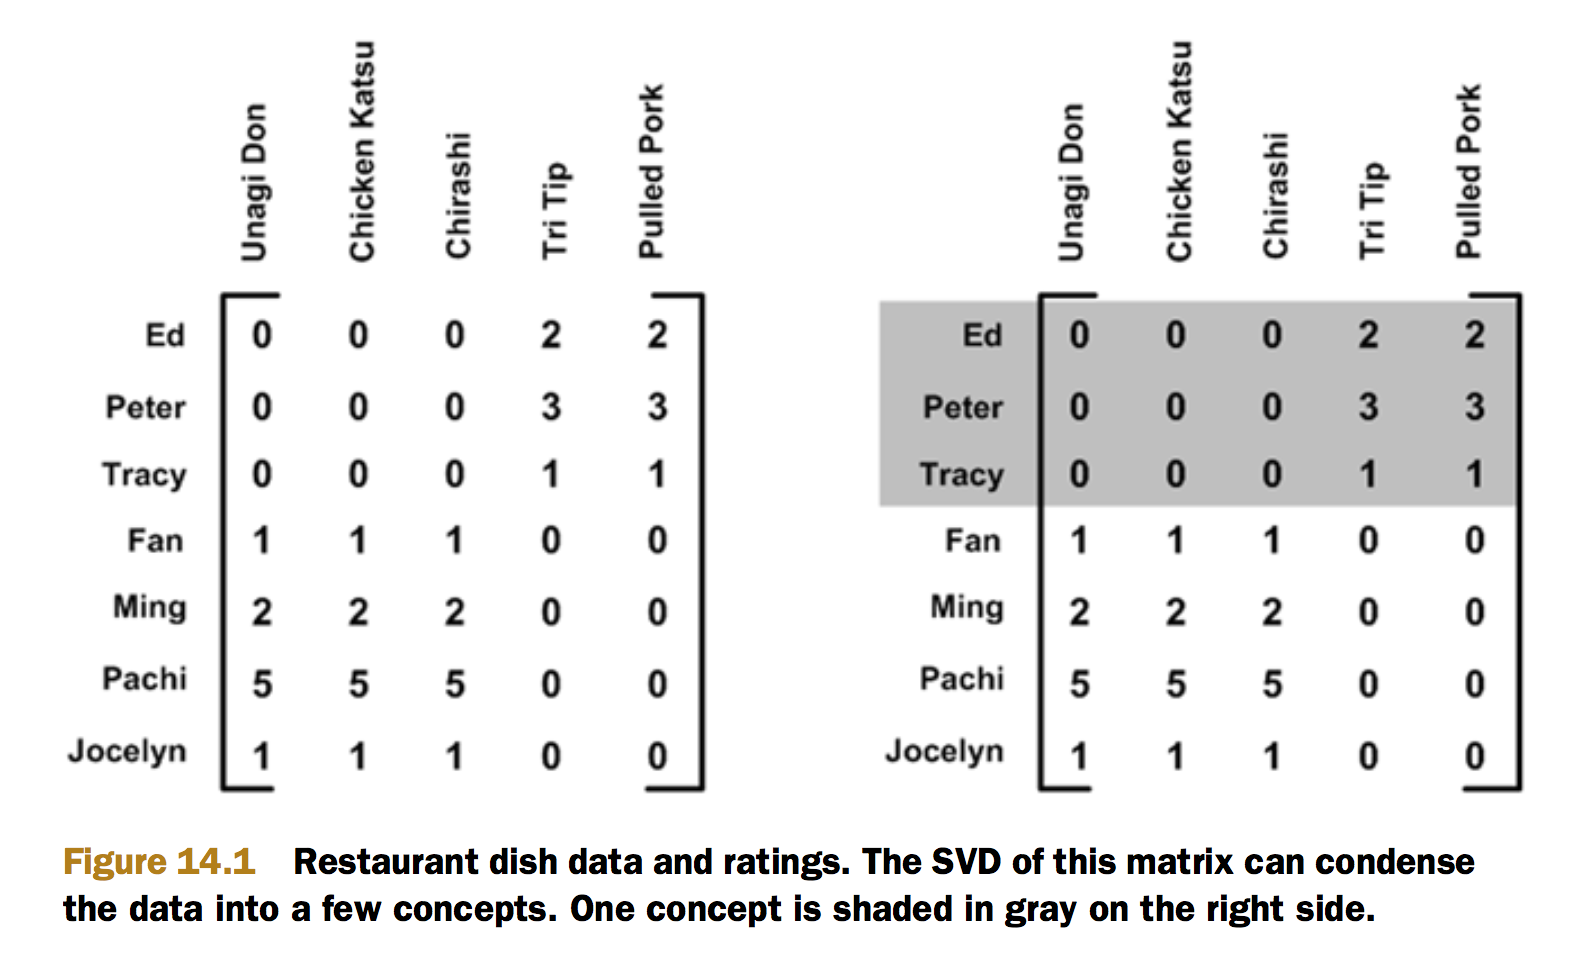 Unagi Don Chicken Katsu Chirashi Tri Tip Pulled Pork
Ed 0 0 0 2 2
Peter 0 0 0 3 3
Tracy 0 0 0 1 1
Fan 1 1 1 0 0
Ming 2 2 2 0 0
Pachi 5 5 5 0 0
Jocelyn 1 1 1 0 0
Unagi Don Chicken Katsu Chirashi Tri Tip Pulled Pork
Ed 0 0 0 2 2
Peter 0 0 0 3 3
Tracy 0 0 0 1 1
Fan 1 1 1 0 0
Ming 2 2 2 0 0
Pachi 5 5 5 0 0
Jocelyn 1 1 1 0 0
Figure 14.1 Restaurant dish data and ratings. The SVD of this matrix can condense
the data into a few concepts. One concept is shaded in gray on the right side.